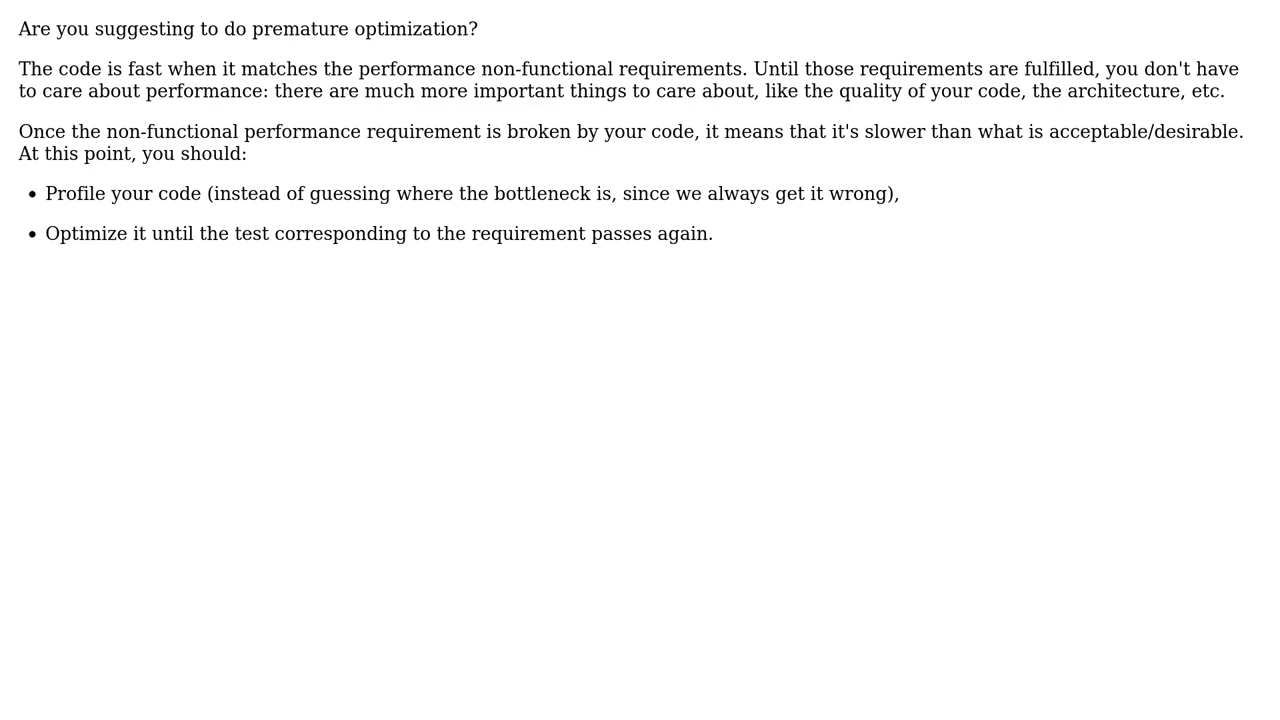 Are you suggesting to do premature optimization?
The code is fast when it matches the performance non-functional requirements. Until those requirements are fulfilled, you don't have
to care about performance: there are much more important things to care about, like the quality of your code, the architecture, etc.
Once the non-functional performance requirement is broken by your code, it means that it's slower than what is acceptable/desirable.
At this point, you should:
• Profile your code (instead of guessing where the bottleneck is, since we always get it wrong),
• Optimize it until the test corresponding to the requirement passes again.